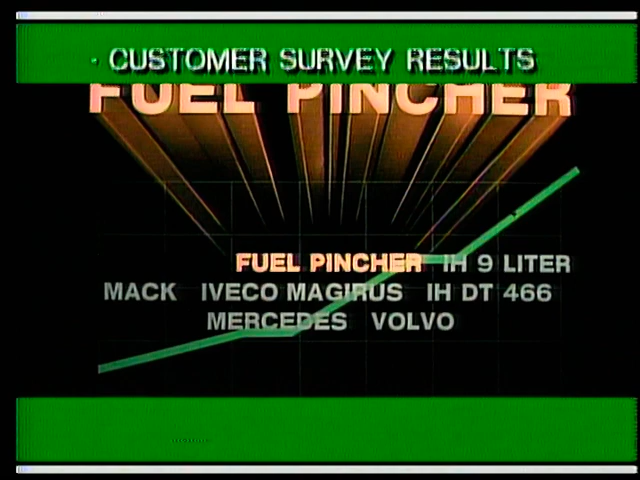 CUSTOMER SURVEY RESULTS
FUEL PINCHER
FUEL PINCHER IH 9 LITER
MACK IVECO MAGIRUS IH DT 466
MERCEDES VOLVO